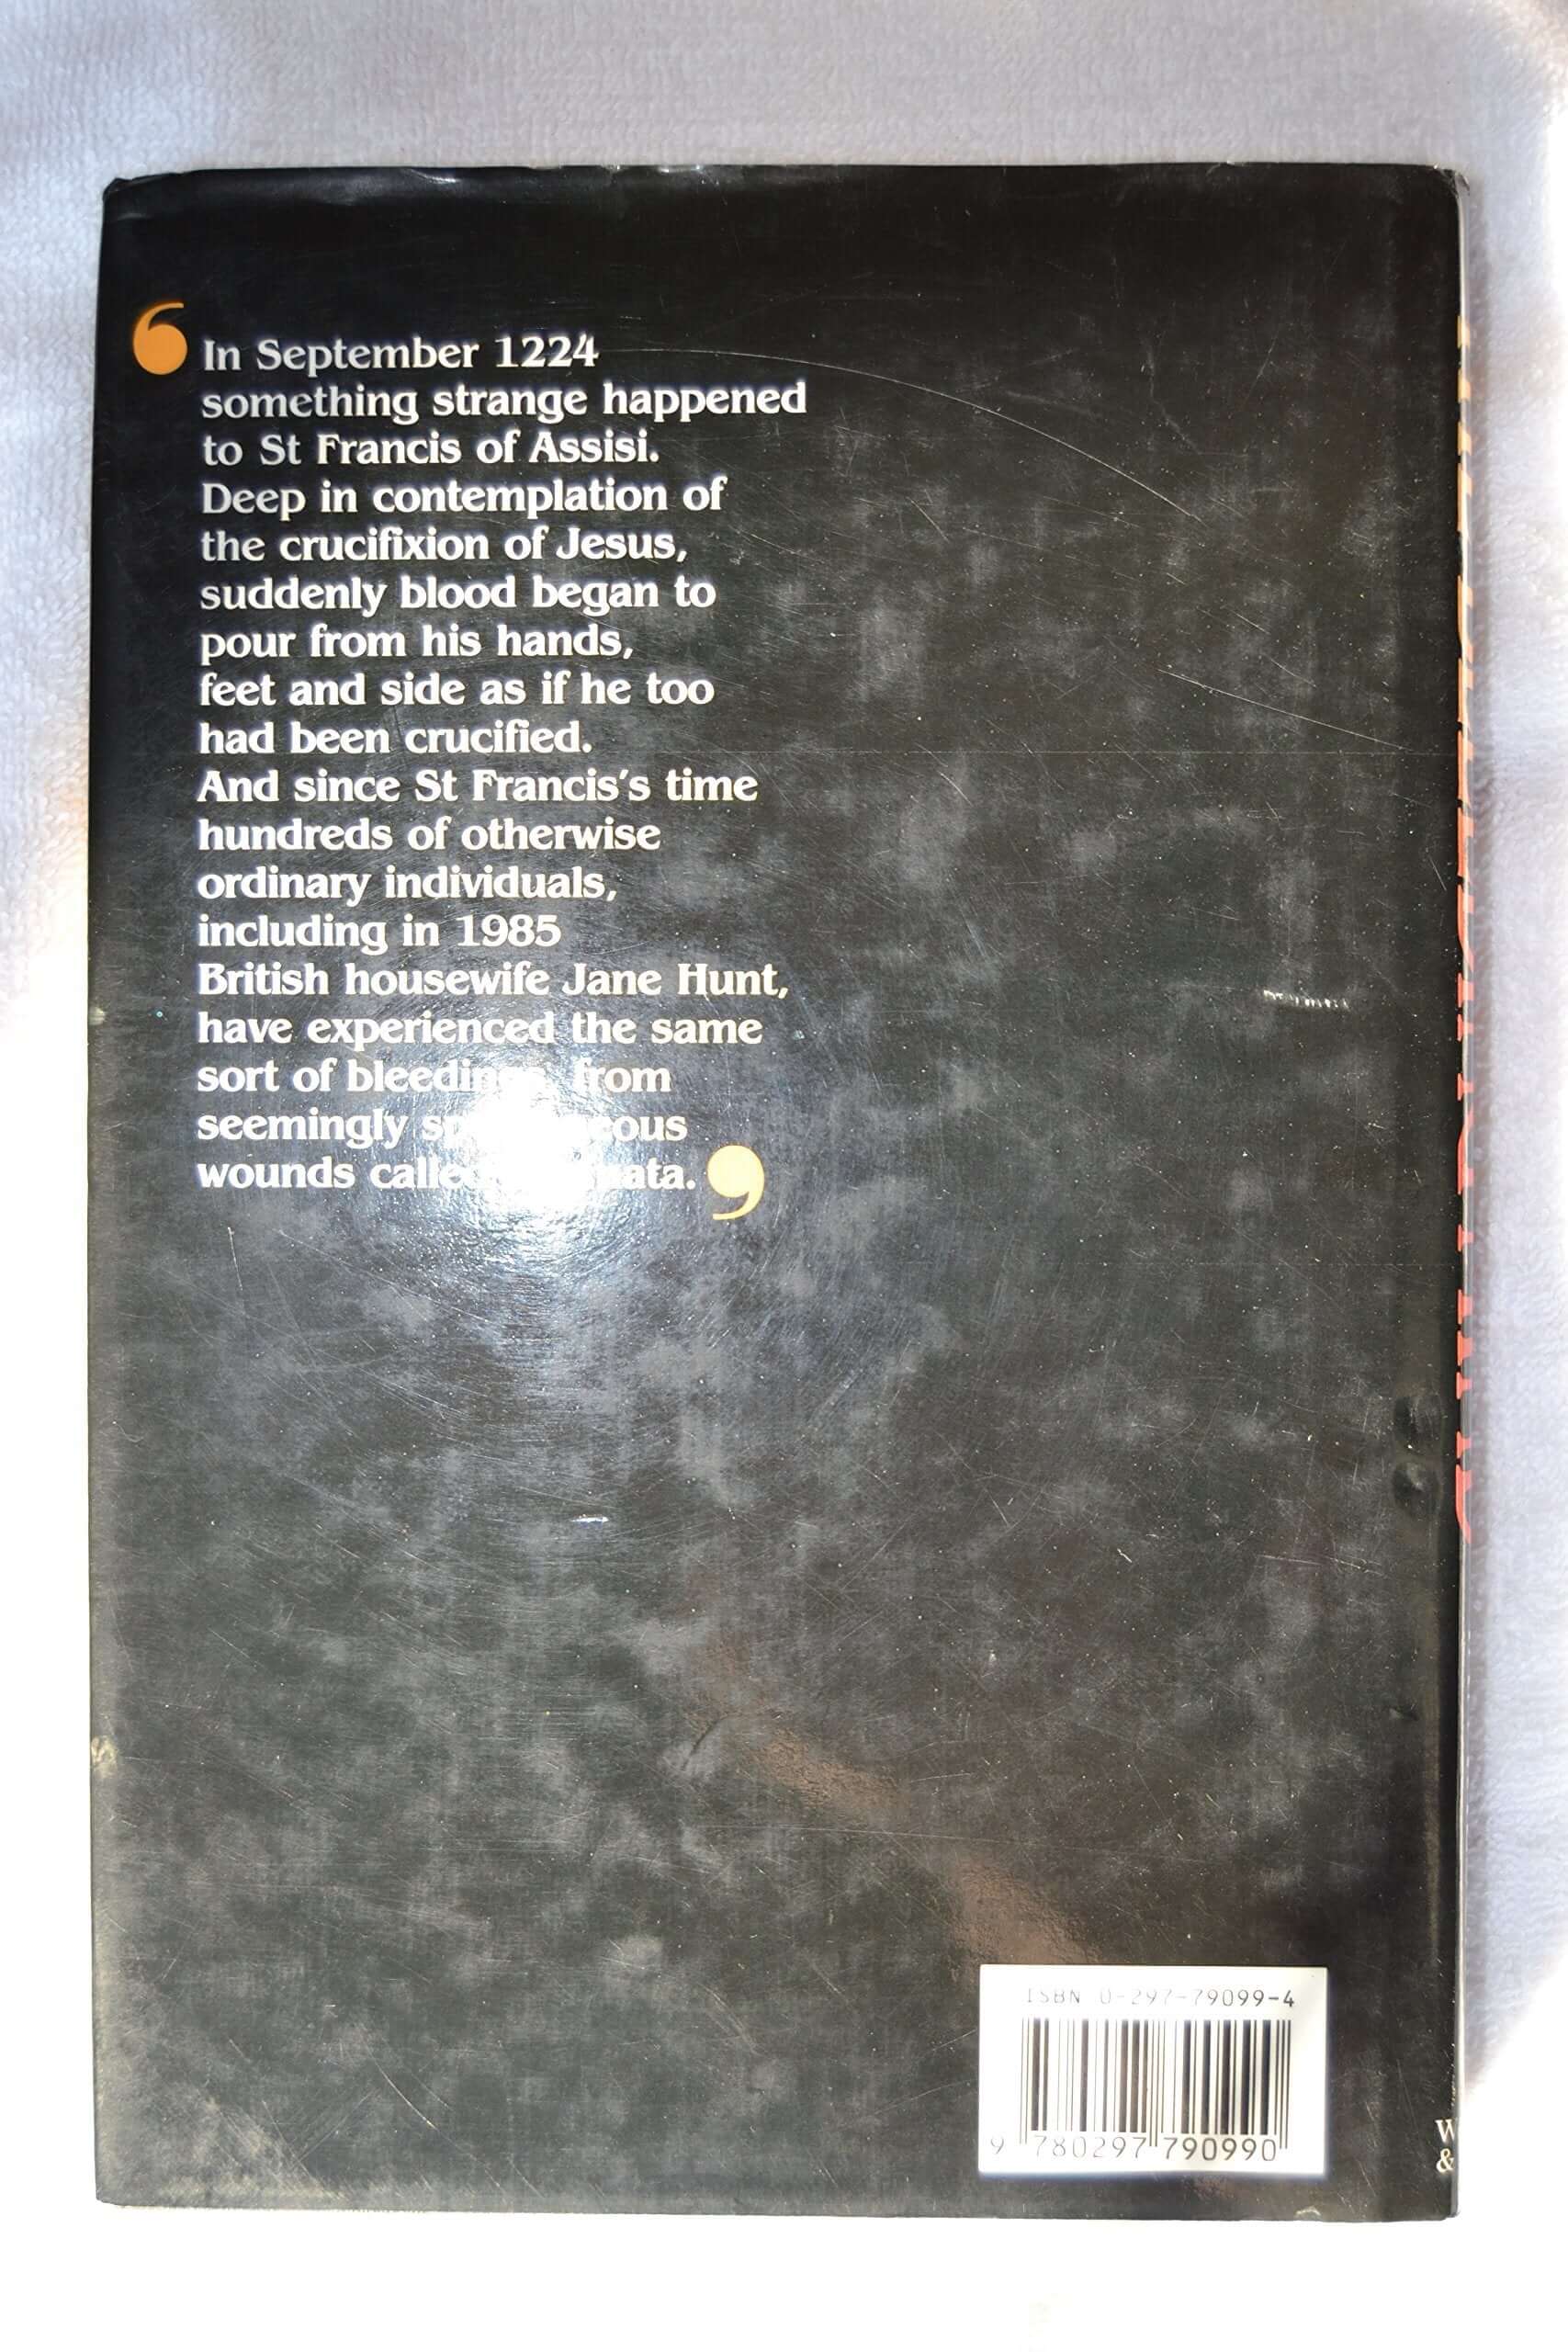 ‘In September 1224
something strange happened
to St Francis of Assisi.
Deep in contemplation of
the crucifixion of Jesus,
suddenly blood began to
pour from his hands,
feet and side as if he too
had been crucified.
And since St Francis's time
hundreds of otherwise
ordinary individuals,
including in 1985
British housewife Jane Hunt,
have experienced the same
sort of from
seemingly
wounds ’
ISBN 0-297-79099-4
9 780297 790990
W
&